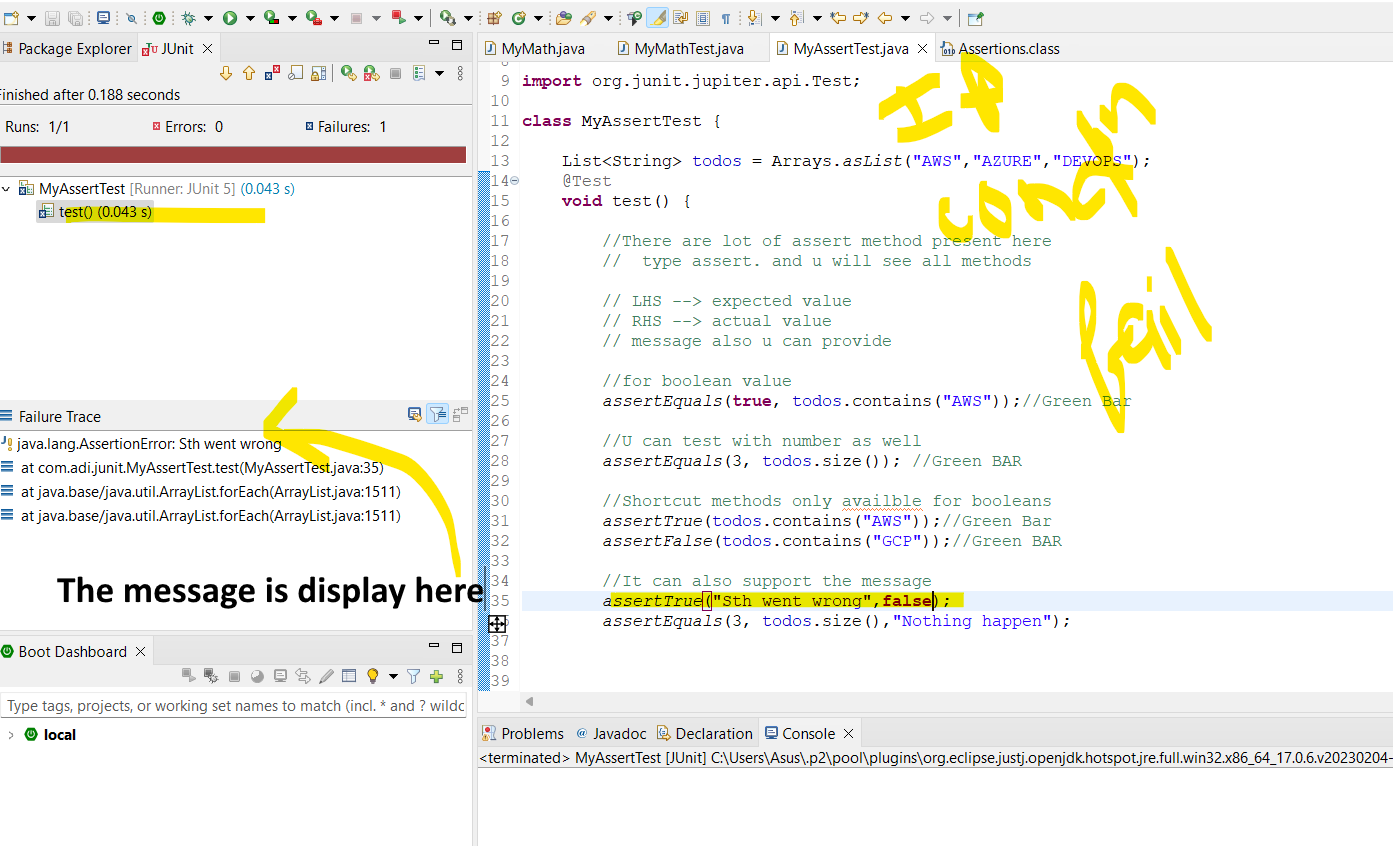 Package Explorer JUnit
Finished after 0.188 seconds
Runs: 1/1 Errors: 0 Failures: 1
MyAssertTest [Runner: JUnit 5] (0.043 s)
test() (0.043 s)
Failure Trace
java.lang.AssertionError: Sth went wrong
at com.adi.junit.MyAssertTest.test(MyAssertTest.java:35)
at java.base/java.util.ArrayList.forEach(ArrayList.java:1511)
at java.base/java.util.ArrayList.forEach(ArrayList.java:1511)
The message is display here
Boot Dashboard
Type tags, projects, or working set names to match (incl. * and ? wildc
local
MyMath.java MyMathTest.java MyAssertTest.java Assertions.class
9 import org.junit.jupiter.api.Test;
10
11 class MyAssertTest {
12
13 List<String> todos = Arrays.asList("AWS","AZURE","DEVOPS");
14 @Test
15 void test() {
16
17 //There are lot of assert method present here
18 //  type assert. and u will see all methods
19
20 // LHS --> expected value
21 // RHS --> actual value
22 // message also u can provide
23
24 //for boolean value
25 assertEquals(true, todos.contains("AWS"));//Green Bar
26
27 //U can test with number as well
28 assertEquals(3, todos.size()); //Green BAR
29
30 //Shortcut methods only availble for booleans
31 assertTrue(todos.contains("AWS"));//Green Bar
32 assertFalse(todos.contains("GCP"));//Green BAR
33
34 //It can also support the message
35 assertTrue("Sth went wrong",false);
assertEquals(3, todos.size(),"Nothing happen");
37
38
39
fail
Problems Javadoc Declaration Console
<terminated> MyAssertTest [JUnit] C:\Users\Asus\.p2\pool\plugins\org.eclipse.justj.openjdk.hotspot.jre.full.win32.x86_64_17.0.6.v20230204-